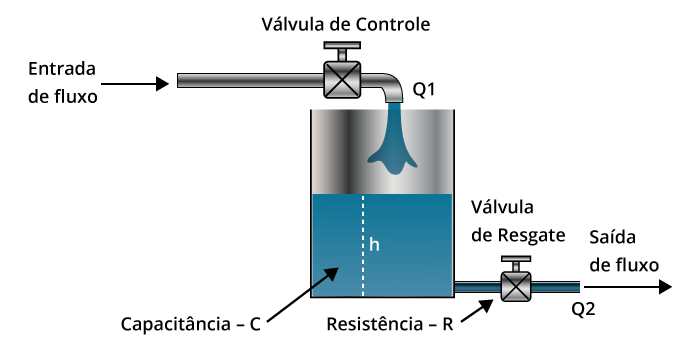 Válvula de Controle
Entrada
de fluxo
Q1
h
Válvula
de Resgate
Saída
de fluxo
Q2
Capacitância – C
Resistência – R